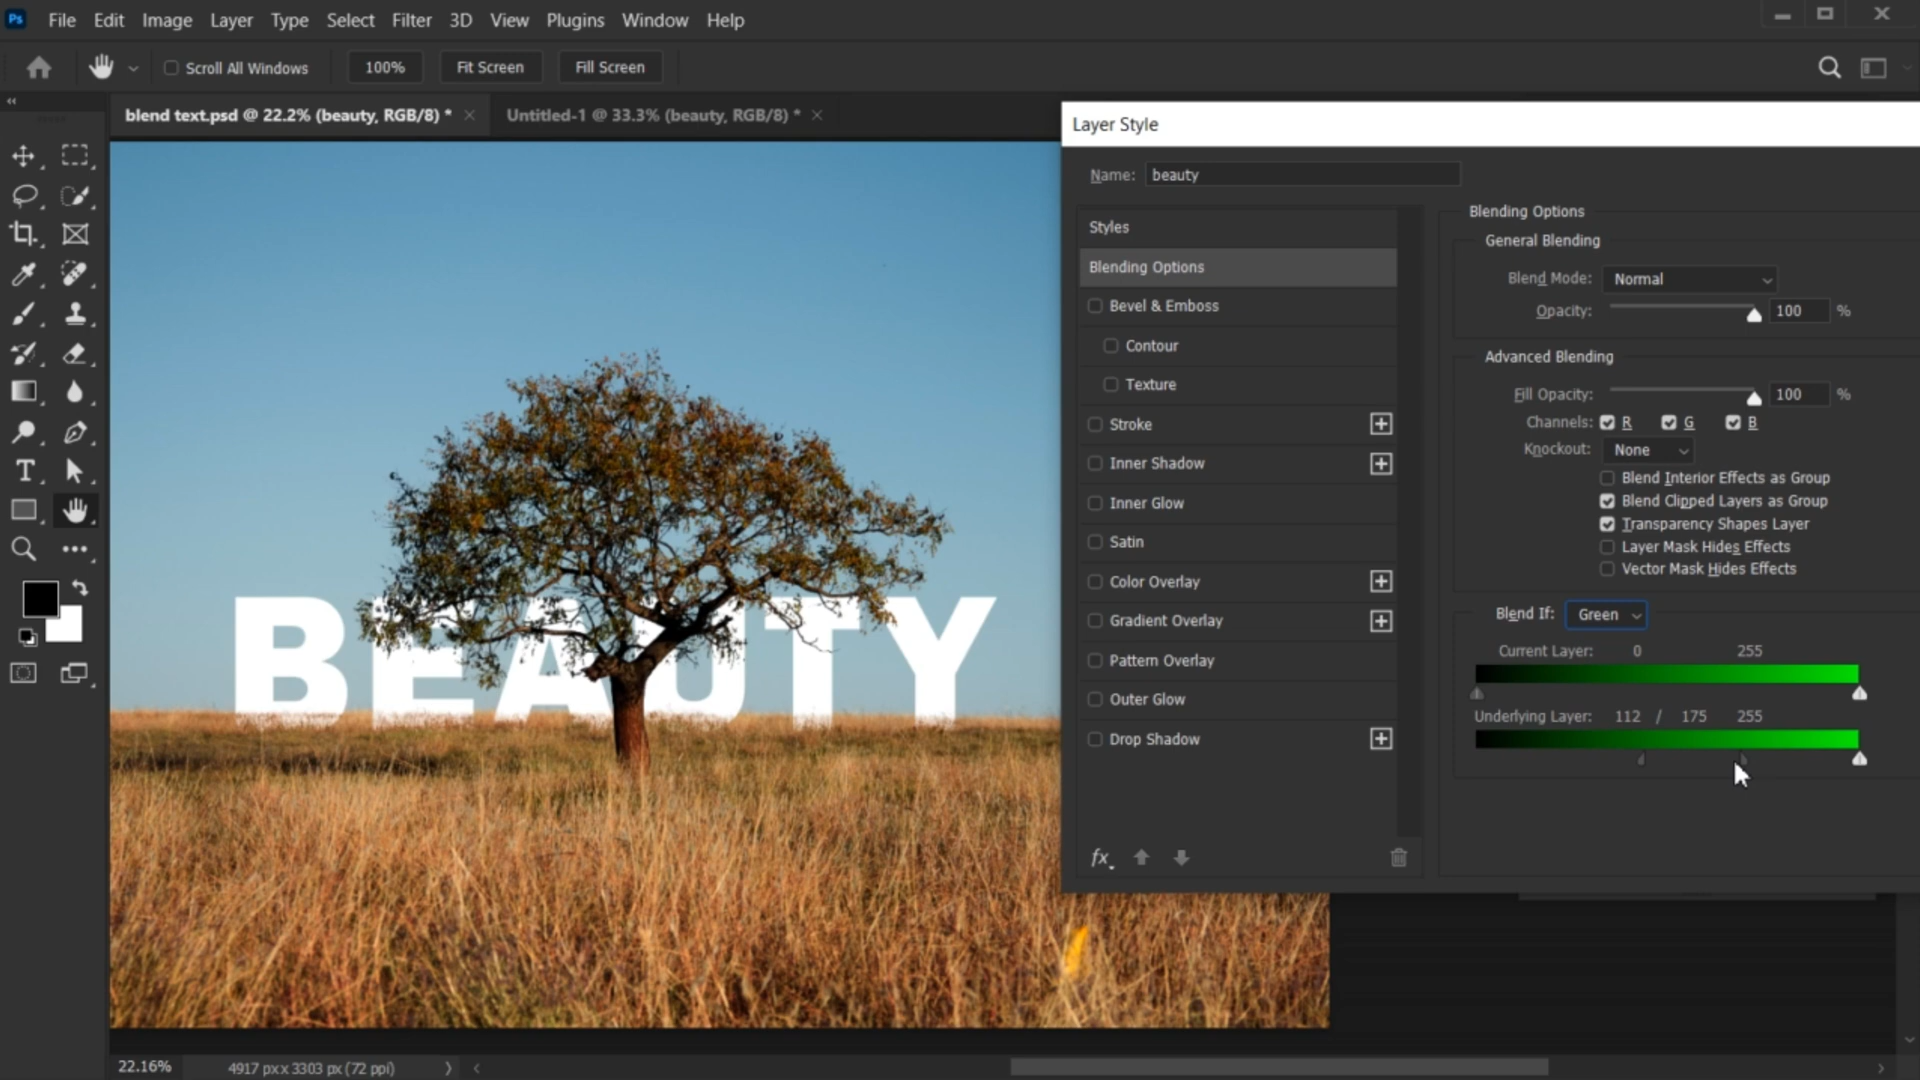 Ps File Edit Image Layer Type Select Filter 3D View Plugins Window Help
Scroll All Windows 100% Fit Screen Fill Screen
blend text.psd @ 22.2% (beauty, RGB/8) * Untitled-1 @ 33.3% (beauty, RGB/8) *
Layer Style
Name: beauty
Styles
Blending Options
Bevel & Emboss
Contour
Texture
Stroke
Inner Shadow
Inner Glow
Satin
Color Overlay
Gradient Overlay
Pattern Overlay
Outer Glow
Drop Shadow
fx
Blending Options
General Blending
Blend Mode: Normal
Opacity: 100 %
Advanced Blending
Fill Opacity: 100 %
Channels: R G B
Knockout: None
Blend Interior Effects as Group
Blend Clipped Layers as Group
Transparency Shapes Layer
Layer Mask Hides Effects
Vector Mask Hides Effects
Blend If: Green
Current Layer: 0 255
Underlying Layer: 112 / 175 255
BEAUTY
22.16% 4917 px x 3303 px (72 ppi)